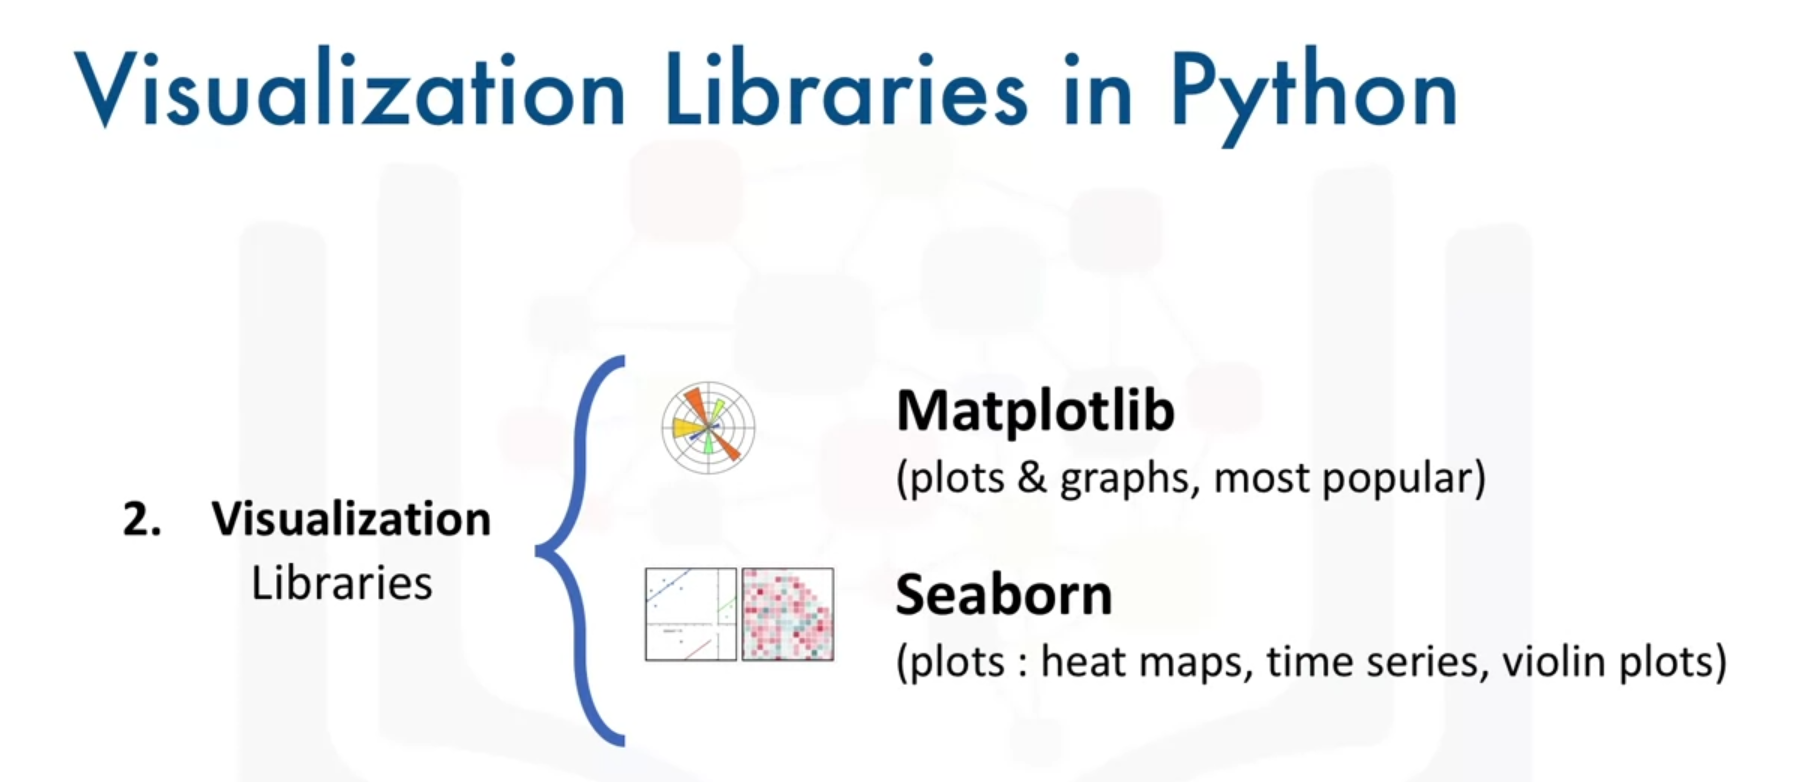 Visualization Libraries in Python
2. Visualization
Libraries
Matplotlib
(plots & graphs, most popular)
Seaborn
(plots : heat maps, time series, violin plots)